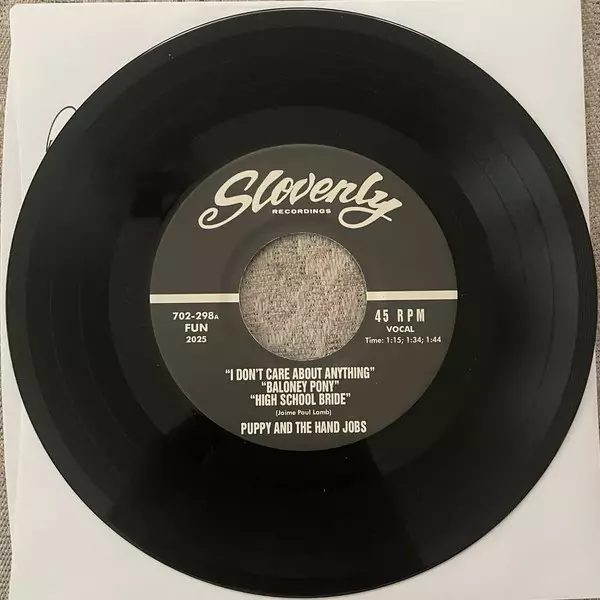 Slovenly
RECORDINGS
702-298A
FUN
2025
45 RPM
VOCAL
Time: 1:15; 1:34; 1:44
"I DON'T CARE ABOUT ANYTHING"
"BALONEY PONY"
"HIGH SCHOOL BRIDE"
(Jaime Paul Lamb)
PUPPY AND THE HAND JOBS